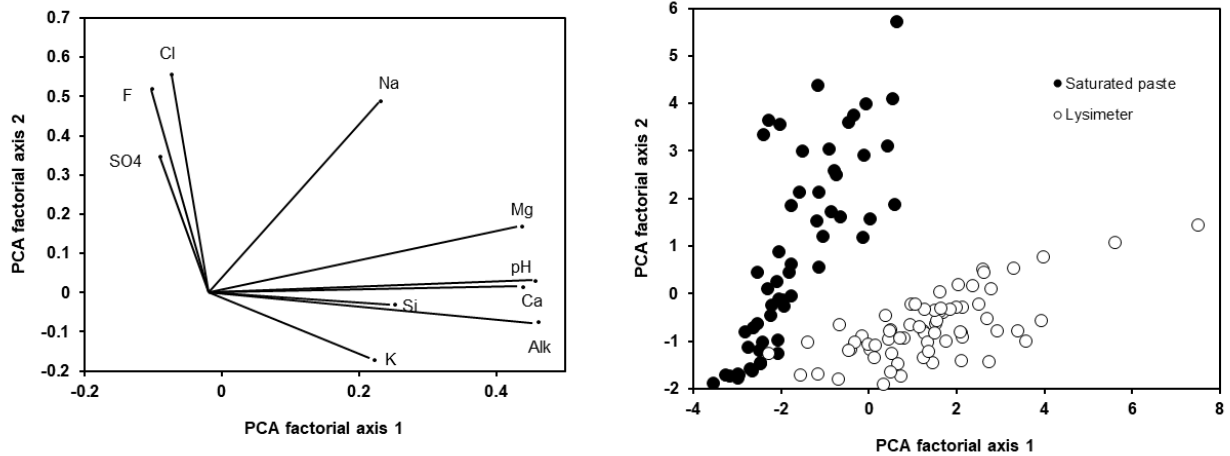 0.7
0.6
0.5
0.4
0.3
0.2
0.1
0
-0.1
-0.2
-0.2
0
0.2
0.4
PCA factorial axis 2
PCA factorial axis 1
Cl
F
SO4
Na
Mg
pH
Ca
Si
Alk
K
6
5
4
3
2
1
0
-1
-2
-4
-2
0
2
4
6
8
PCA factorial axis 2
PCA factorial axis 1
Saturated paste
Lysimeter